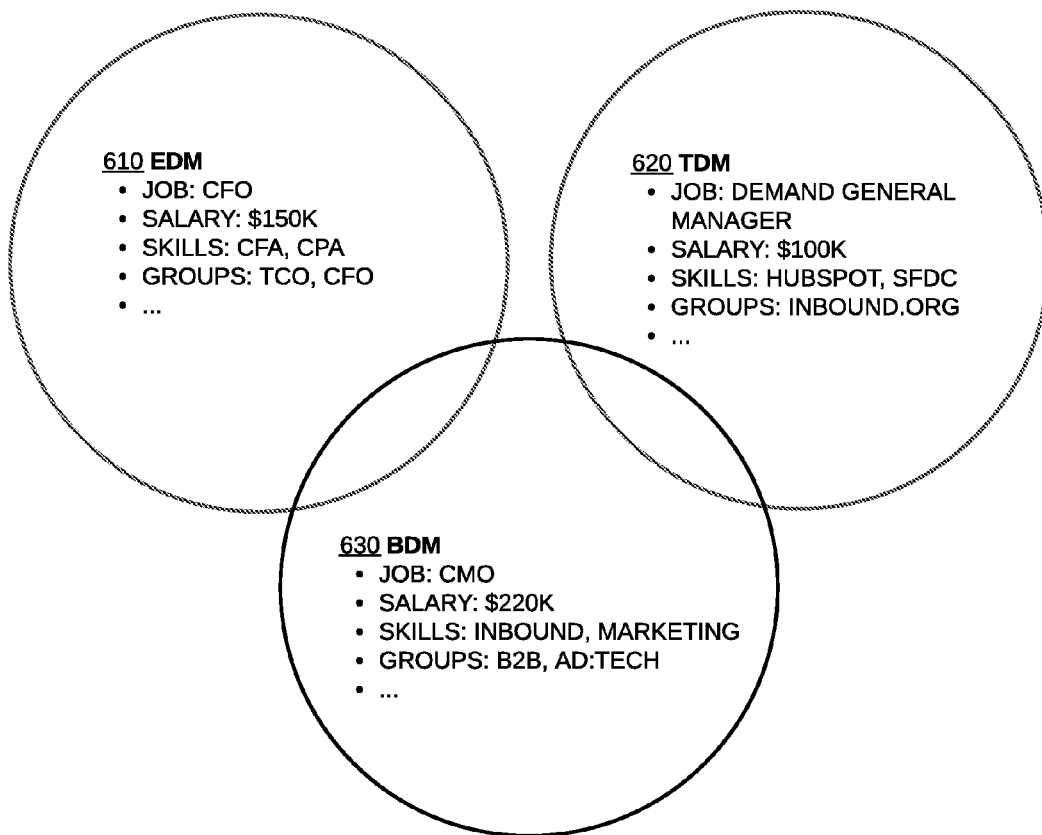 610 EDM
• JOB: CFO
• SALARY: $150K
• SKILLS: CFA, CPA
• GROUPS: TCO, CFO
• ...
620 TDM
• JOB: DEMAND GENERAL
MANAGER
• SALARY: $100K
• SKILLS: HUBSPOT, SFDC
• GROUPS: INBOUND.ORG
• ...
630 BDM
• JOB: CMO
• SALARY: $220K
• SKILLS: INBOUND, MARKETING
• GROUPS: B2B, AD:TECH
• ...